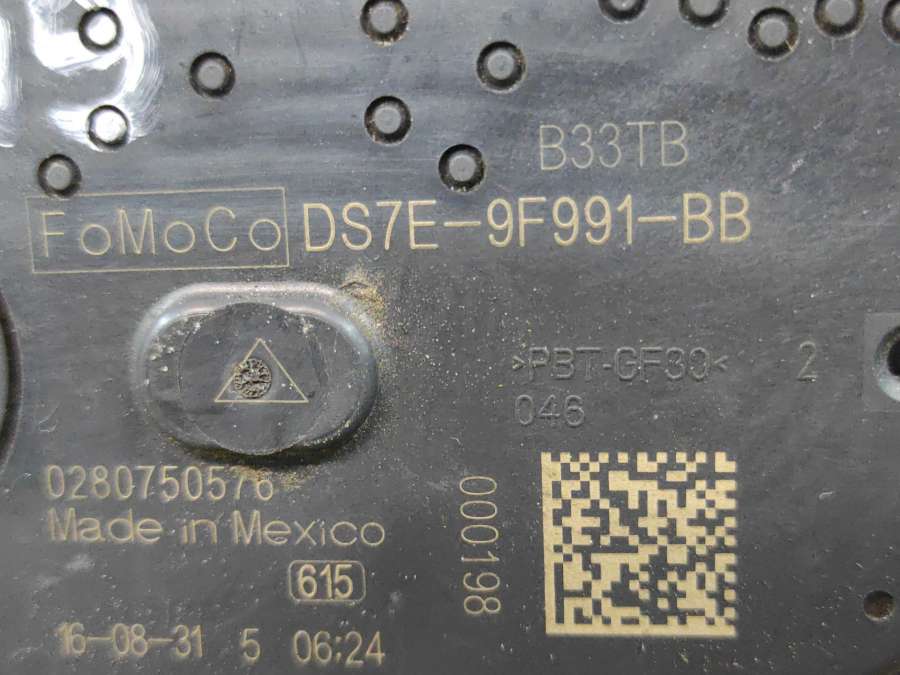 B33TB
FoMoCo DS7E-9F991-BB
>PBT-GF30< 2
046
0280750576
Made in Mexico
000198
615
16-08-31 5 06:24